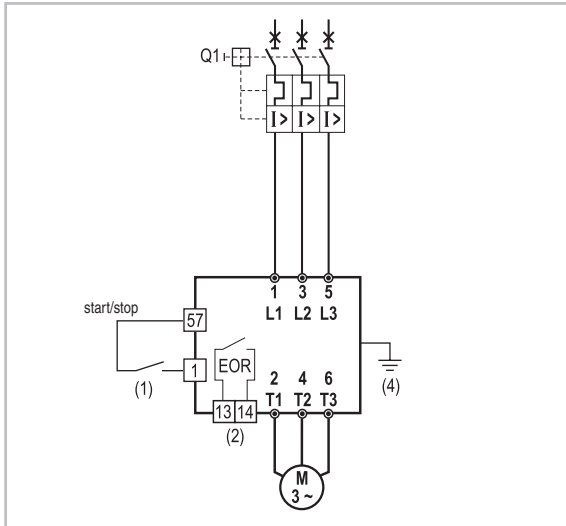 Q1
I> I> I>
1 3 5
L1 L2 L3
start/stop
57
1
(1)
EOR
13 14
(2)
2 4 6
T1 T2 T3
(4)
M
3 ~